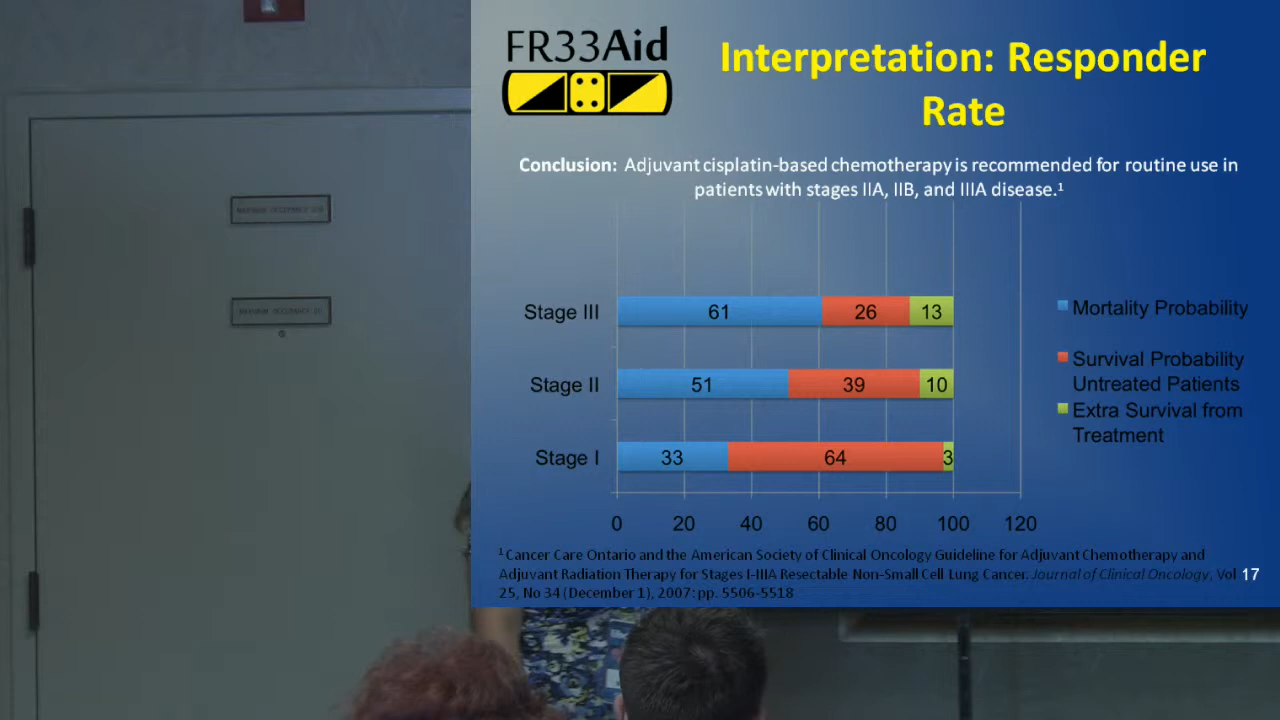 FR33Aid
Interpretation: Responder
Rate
Conclusion: Adjuvant cisplatin-based chemotherapy is recommended for routine use in
patients with stages IIA, IIB, and IIIA disease.¹
Stage III 61 26 13
Stage II 51 39 10
Stage I 33 64 3
0 20 40 60 80 100 120
Mortality Probability
Survival Probability
Untreated Patients
Extra Survival from
Treatment
¹ Cancer Care Ontario and the American Society of Clinical Oncology Guideline for Adjuvant Chemotherapy and
Adjuvant Radiation Therapy for Stages I-IIIA Resectable Non-Small Cell Lung Cancer. Journal of Clinical Oncology, Vol
25, No 34 (December 1), 2007: pp. 5506-5518
17